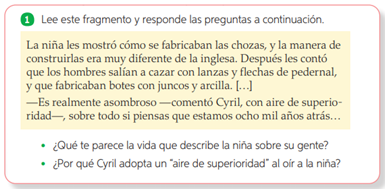 1 Lee este fragmento y responde las preguntas a continuación.
La niña les mostró cómo se fabricaban las chozas, y la manera de
construirlas era muy diferente de la inglesa. Después les contó
que los hombres salían a cazar con lanzas y flechas de pedernal,
y que fabricaban botes con juncos y arcilla. […]
—Es realmente asombroso —comentó Cyril, con aire de superio-
ridad—, sobre todo si piensas que estamos ocho mil años atrás…
• ¿Qué te parece la vida que describe la niña sobre su gente?
• ¿Por qué Cyril adopta un “aire de superioridad” al oír a la niña?